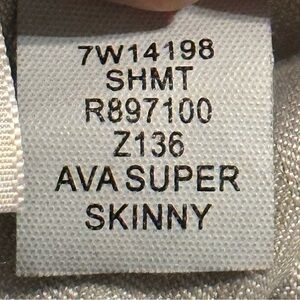 7W14198
SHMT
R897100
Z136
AVA SUPER
SKINNY